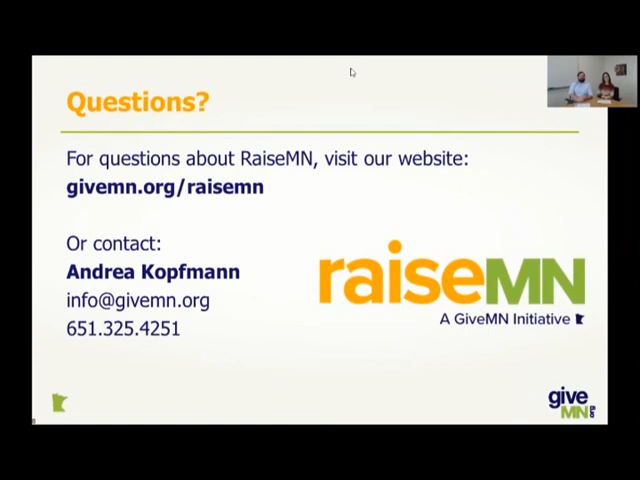 Questions?
For questions about RaiseMN, visit our website:
givemn.org/raisemn
Or contact:
Andrea Kopfmann
info@givemn.org
651.325.4251
raiseMN
A GiveMN Initiative
give
MN.org